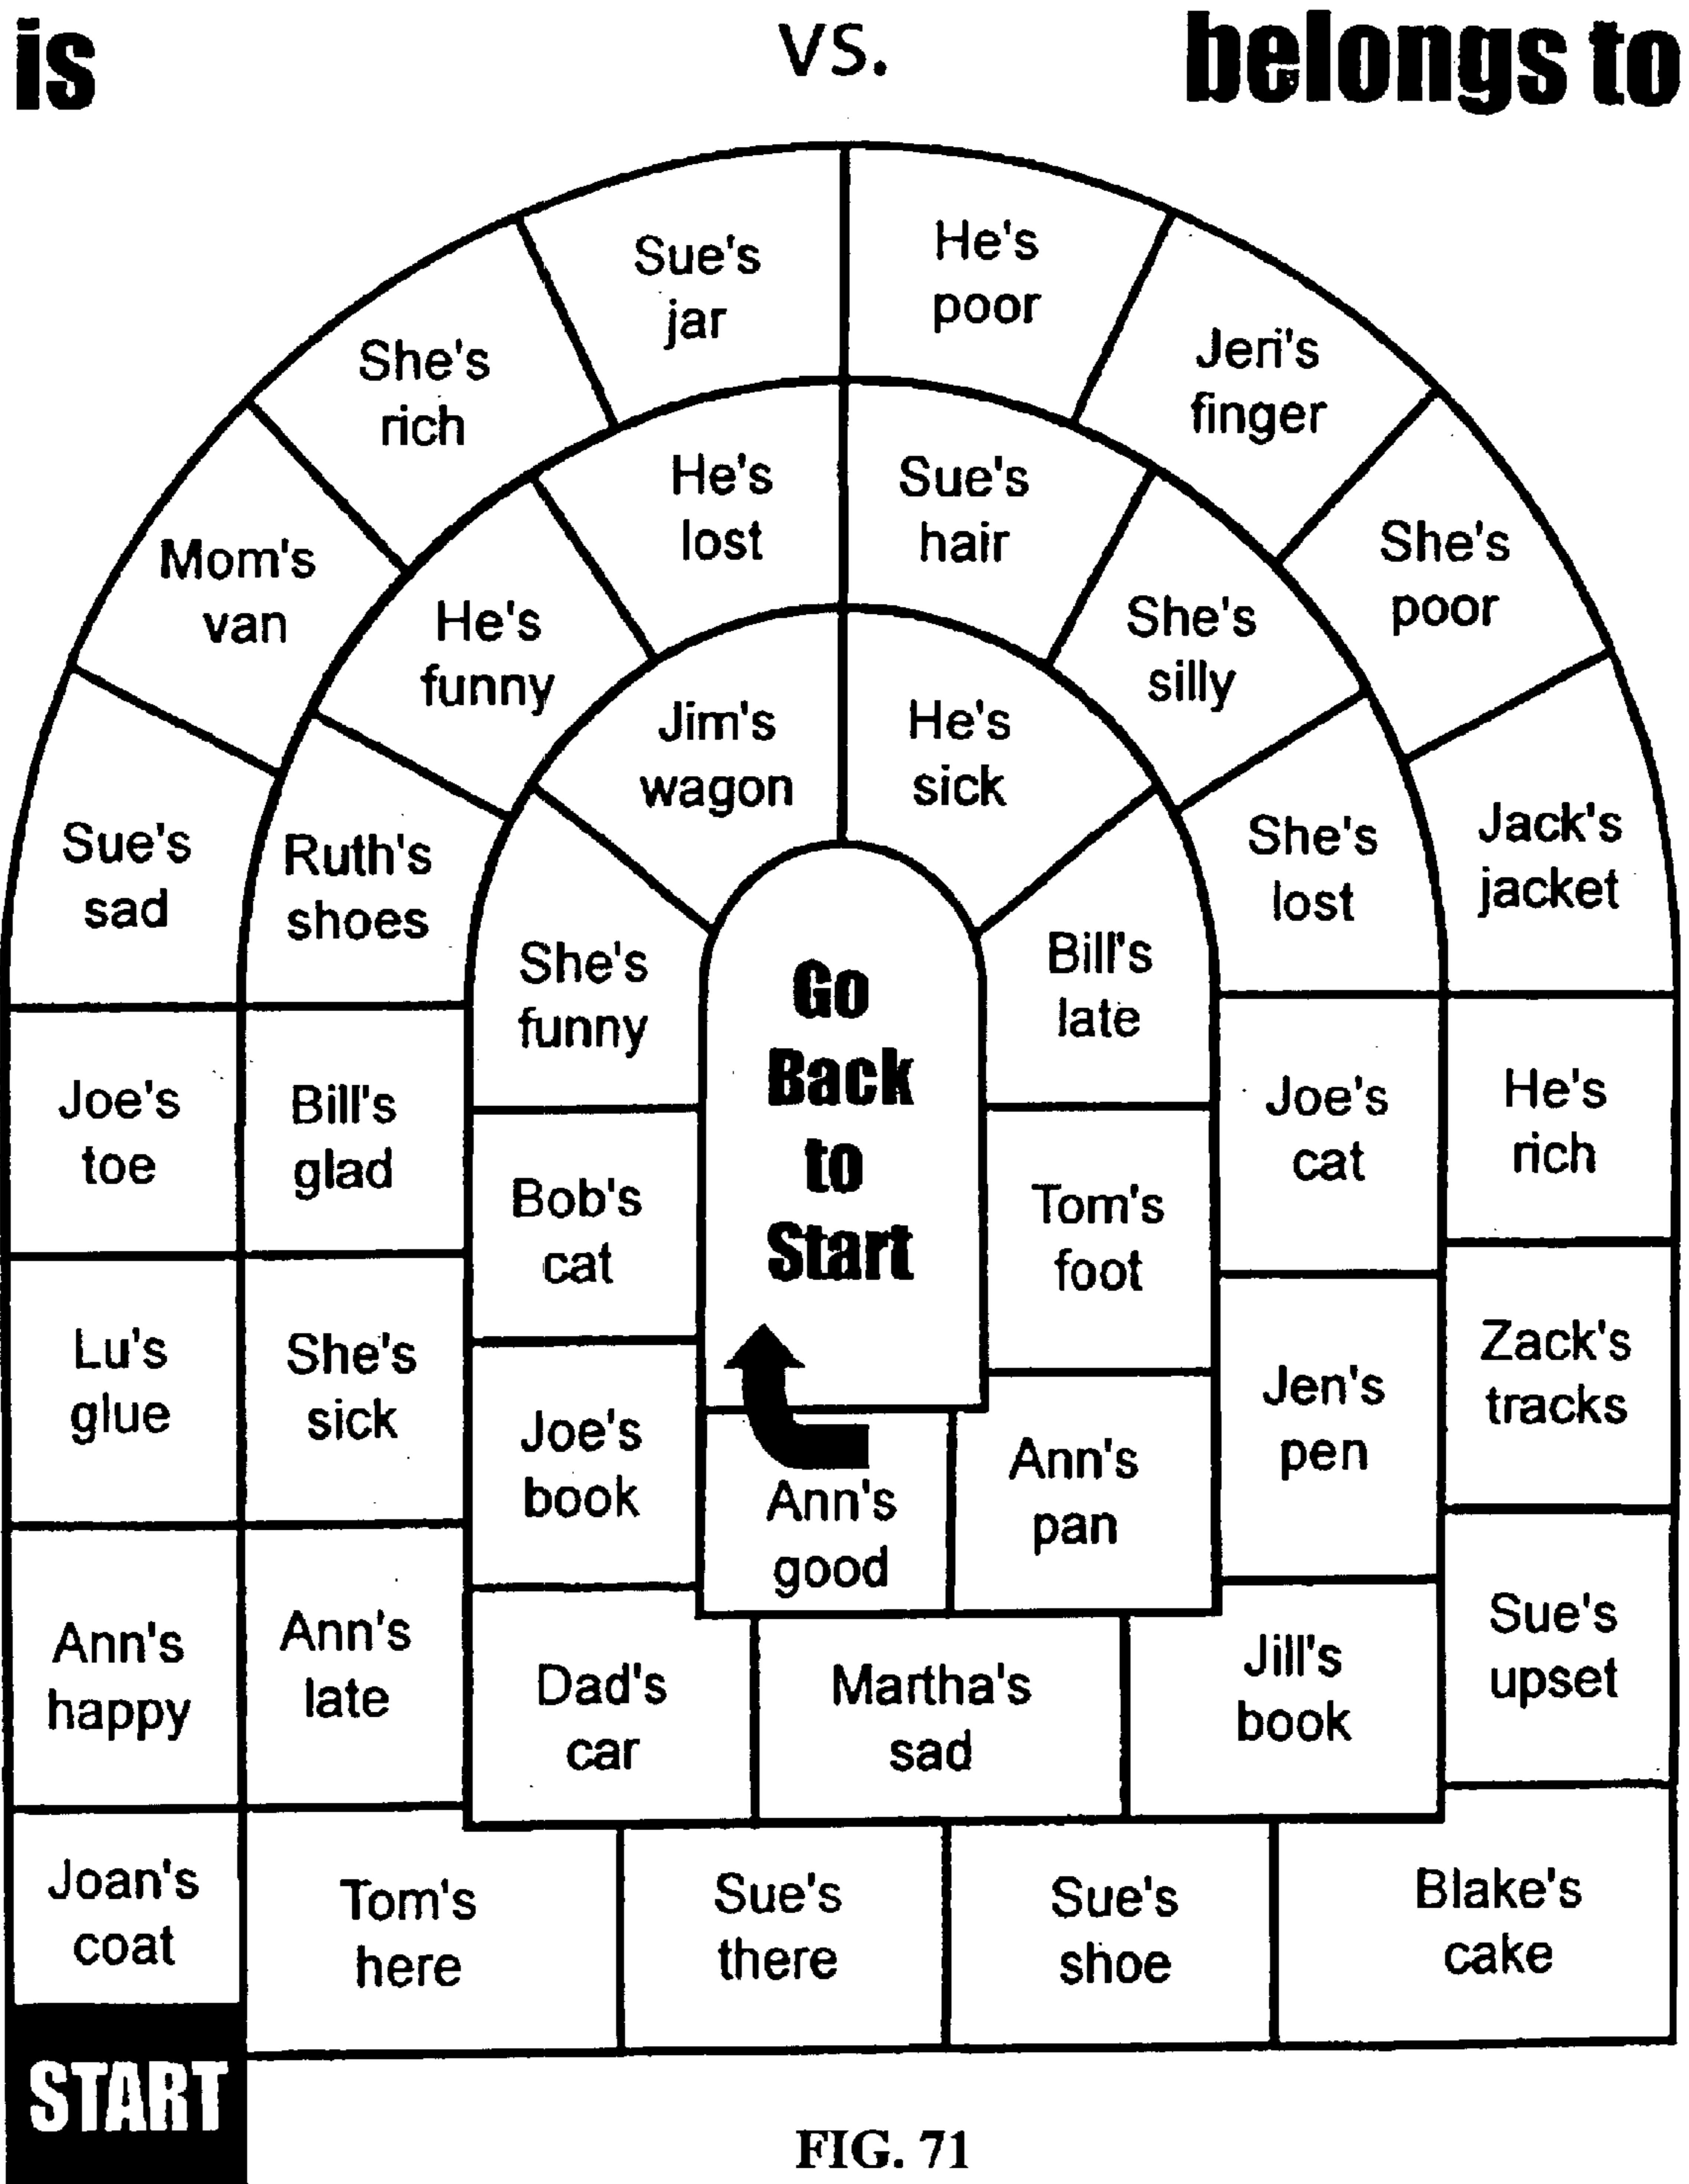 is vs. belongs to
START
Joan's
coat
Ann's
happy
Lu's
glue
Joe's
toe
Sue's
sad
Mom's
van
She's
rich
Sue's
jar
He's
poor
Jeri's
finger
She's
poor
Jack's
jacket
He's
rich
Zack's
tracks
Sue's
upset
Blake's
cake
Sue's
shoe
Sue's
there
Tom's
here
Ann's
late
She's
sick
Bill's
glad
Ruth's
shoes
He's
funny
He's
lost
Sue's
hair
She's
silly
She's
lost
Joe's
cat
Jen's
pen
Jill's
book
Martha's
sad
Dad's
car
Joe's
book
Bob's
cat
She's
funny
Jim's
wagon
He's
sick
Bill's
late
Tom's
foot
Ann's
pan
Ann's
good
Go
Back
to
Start
FIG. 71